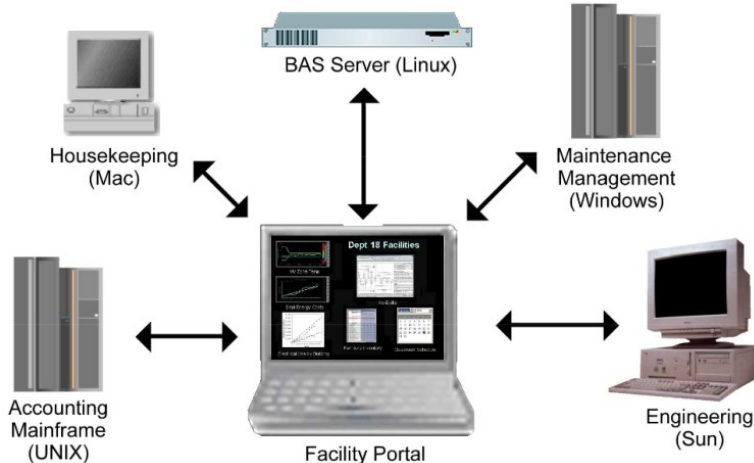 BAS Server (Linux)
Housekeeping
(Mac)
Maintenance
Management
(Windows)
Dept 18 Facilities
Accounting
Mainframe
(UNIX)
Facility Portal
Engineering
(Sun)